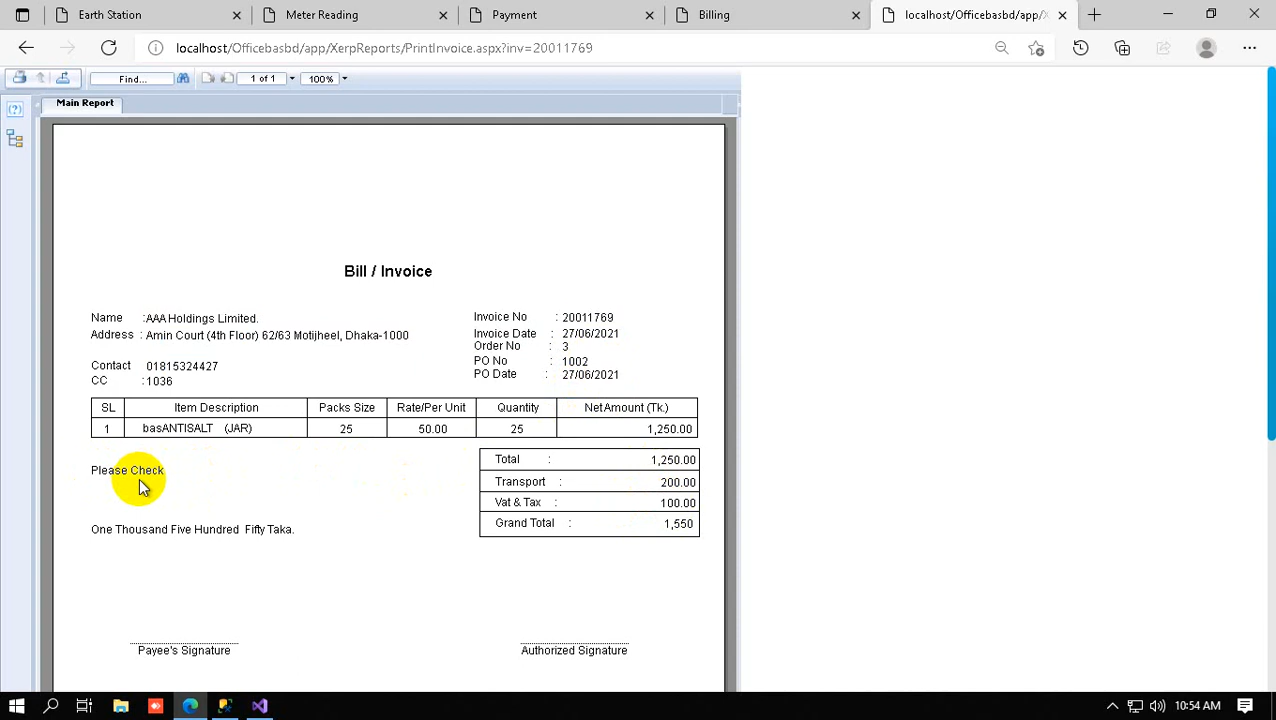 Earth Station
Meter Reading
Payment
Billing
localhost/Officebasbd/app/X
localhost/Officebasbd/app/XerpReports/PrintInvoice.aspx?inv=20011769
Find...
1 of 1
100%
Main Report
Bill / Invoice
Name :AAA Holdings Limited.
Invoice No : 20011769
Address : Amin Court (4th Floor) 62/63 Motijheel, Dhaka-1000
Invoice Date : 27/06/2021
Order No : 3
PO No : 1002
Contact 01815324427
PO Date : 27/06/2021
CC :1036
SL Item Description Packs Size Rate/Per Unit Quantity Net Amount (Tk.)
1 basANTISALT (JAR) 25 50.00 25 1,250.00
Total : 1,250.00
Please Check
Transport : 200.00
Vat & Tax : 100.00
Grand Total : 1,550
One Thousand Five Hundred Fifty Taka.
Payee's Signature
Authorized Signature
10:54 AM